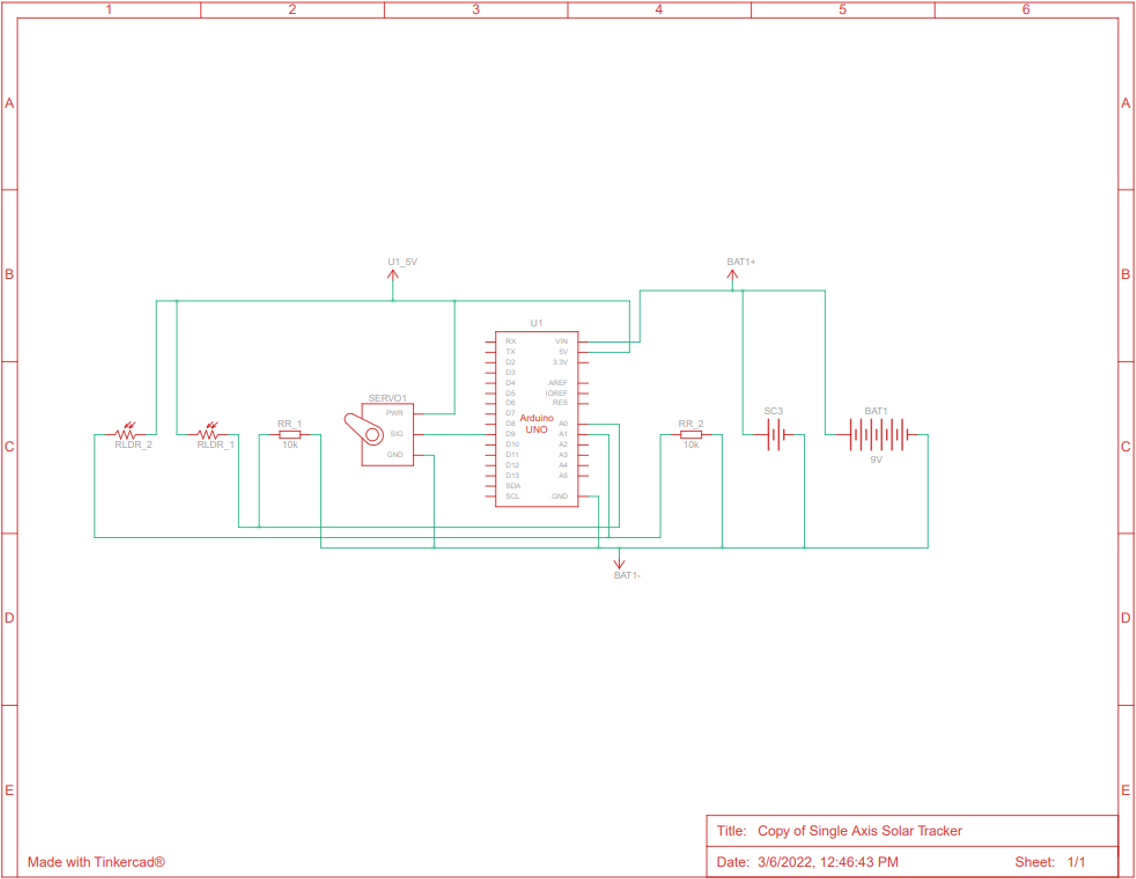 1 2 3 4 5 6
A A
U1_5V BAT1+
B B
U1
RX VIN
TX 5V
D2 3.3V
D3
D4 AREF
D5 IOREF
D6 RES
D7
D8 A0
D9 A1
D10 A2
D11 A3
D12 A4
D13 A5
SDA
SCL GND
Arduino
UNO
SERVO1
PWR
SIG
GND
RLDR_2 RLDR_1
RR_1
10k
RR_2
10k
SC3
BAT1
9V
C C
BAT1-
D D
E E
Title: Copy of Single Axis Solar Tracker
Made with Tinkercad®
Date: 3/6/2022, 12:46:43 PM Sheet: 1/1